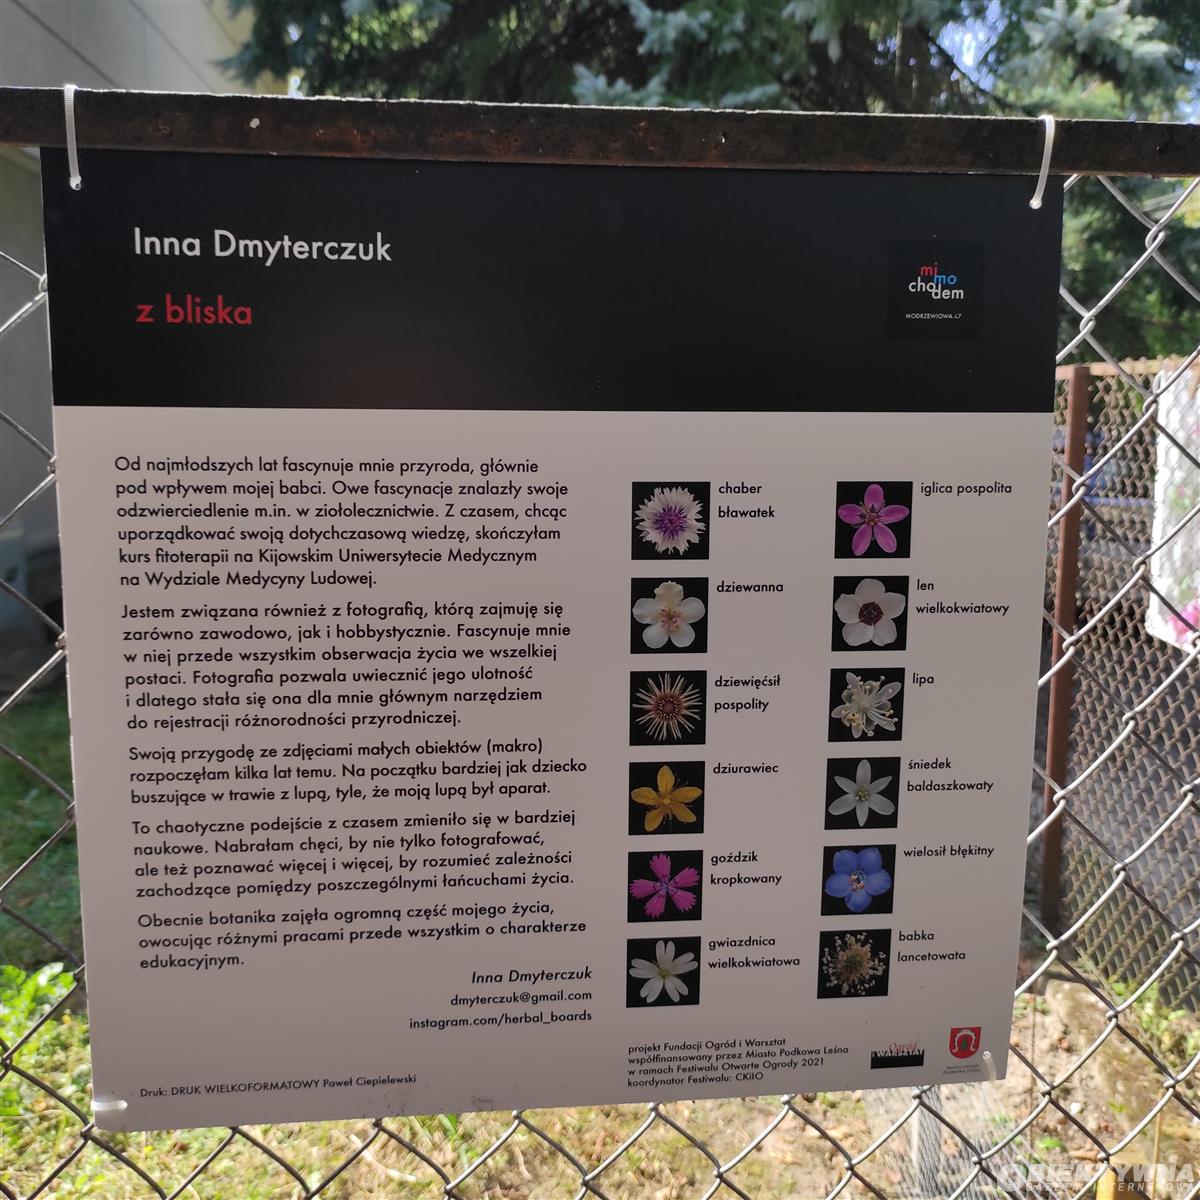 Inna Dmyterczuk
z bliska
mi
mo
cho
dem
MODRZEWIOWA 47
Od najmłodszych lat fascynuje mnie przyroda, głównie
pod wpływem mojej babci. Owe fascynacje znalazły swoje
odzwierciedlenie m.in. w ziołolecznictwie. Z czasem, chcąc
uporządkować swoją dotychczasową wiedzę, skończyłam
kurs fitoterapii na Kijowskim Uniwersytecie Medycznym
na Wydziale Medycyny Ludowej.
Jestem związana również z fotografią, którą zajmuję się
zarówno zawodowo, jak i hobbystycznie. Fascynuje mnie
w niej przede wszystkim obserwacja życia we wszelkiej
postaci. Fotografia pozwala uwiecznić jego ulotność
i dlatego stała się ona dla mnie głównym narzędziem
do rejestracji różnorodności przyrodniczej.
Swoją przygodę ze zdjęciami małych obiektów (makro)
rozpoczęłam kilka lat temu. Na początku bardziej jak dziecko
buszujące w trawie z lupą, tyle, że moją lupą był aparat.
To chaotyczne podejście z czasem zmieniło się w bardziej
naukowe. Nabrałam chęci, by nie tylko fotografować,
ale też poznawać więcej i więcej, by rozumieć zależności
zachodzące pomiędzy poszczególnymi łańcuchami życia.
Obecnie botanika zajęła ogromną część mojego życia,
owocując różnymi pracami przede wszystkim o charakterze
edukacyjnym.
Inna Dmyterczuk
dmyterczuk@gmail.com
instagram.com/herbal_boards
Druk: DRUK WIELKOFORMATOWY Paweł Ciepielewski
chaber
bławatek
dziewanna
dziewięćsił
pospolity
dziurawiec
goździk
kropkowany
gwiazdnica
wielkokwiatowa
iglica pospolita
len
wielkokwiatowy
lipa
śniedek
baldaszkowaty
wielosił błękitny
babka
lancetowata
projekt Fundacji Ogród i Warsztat
współfinansowany przez Miasto Podkowa Leśna
w ramach Festiwalu Otwarte Ogrody 2021
koordynator Festiwalu: CKiIO
Ogród
i WARSZTAT
OBIEKTYWNA
GAZETA INTERNETOWA